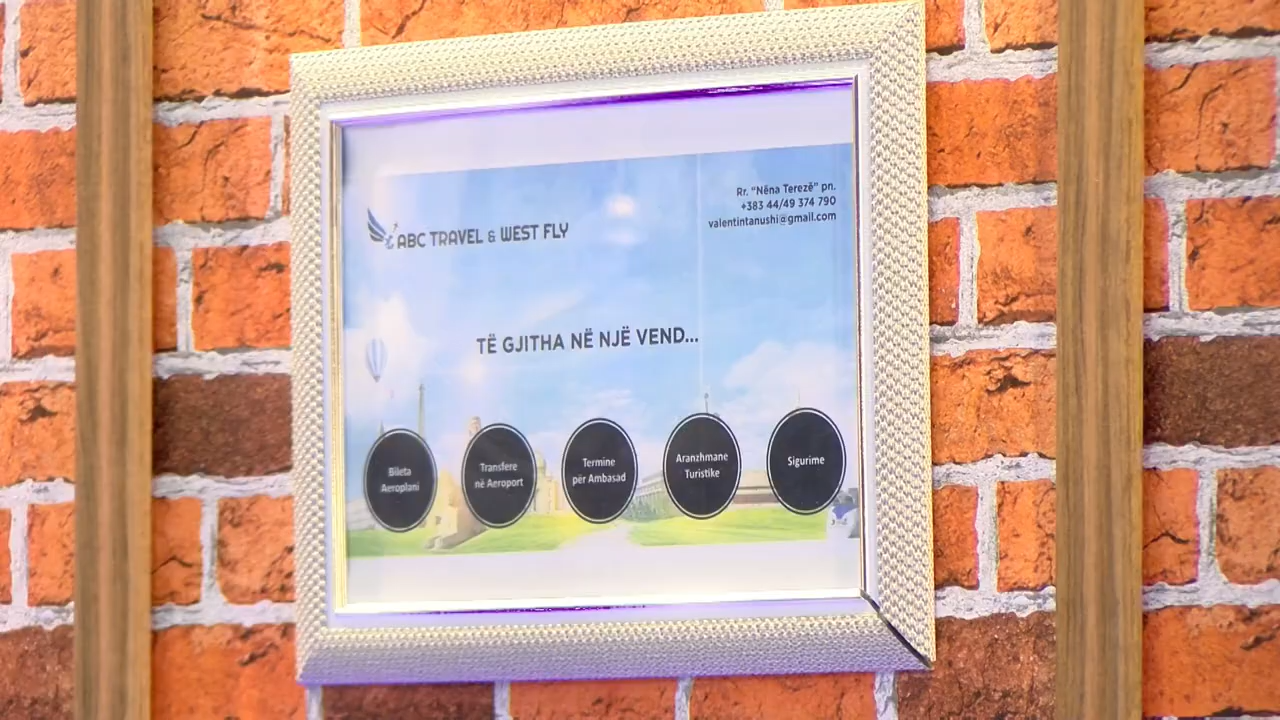 Rr. "Nëna Terezë" pn.
+383 44/49 374 790
valentintanushi@gmail.com
ABC TRAVEL & WEST FLY
TË GJITHA NË NJË VEND...
Bileta
Aeroplani
Transfere
në Aeroport
Termine
për Ambasad
Aranzhmane
Turistike
Sigurime